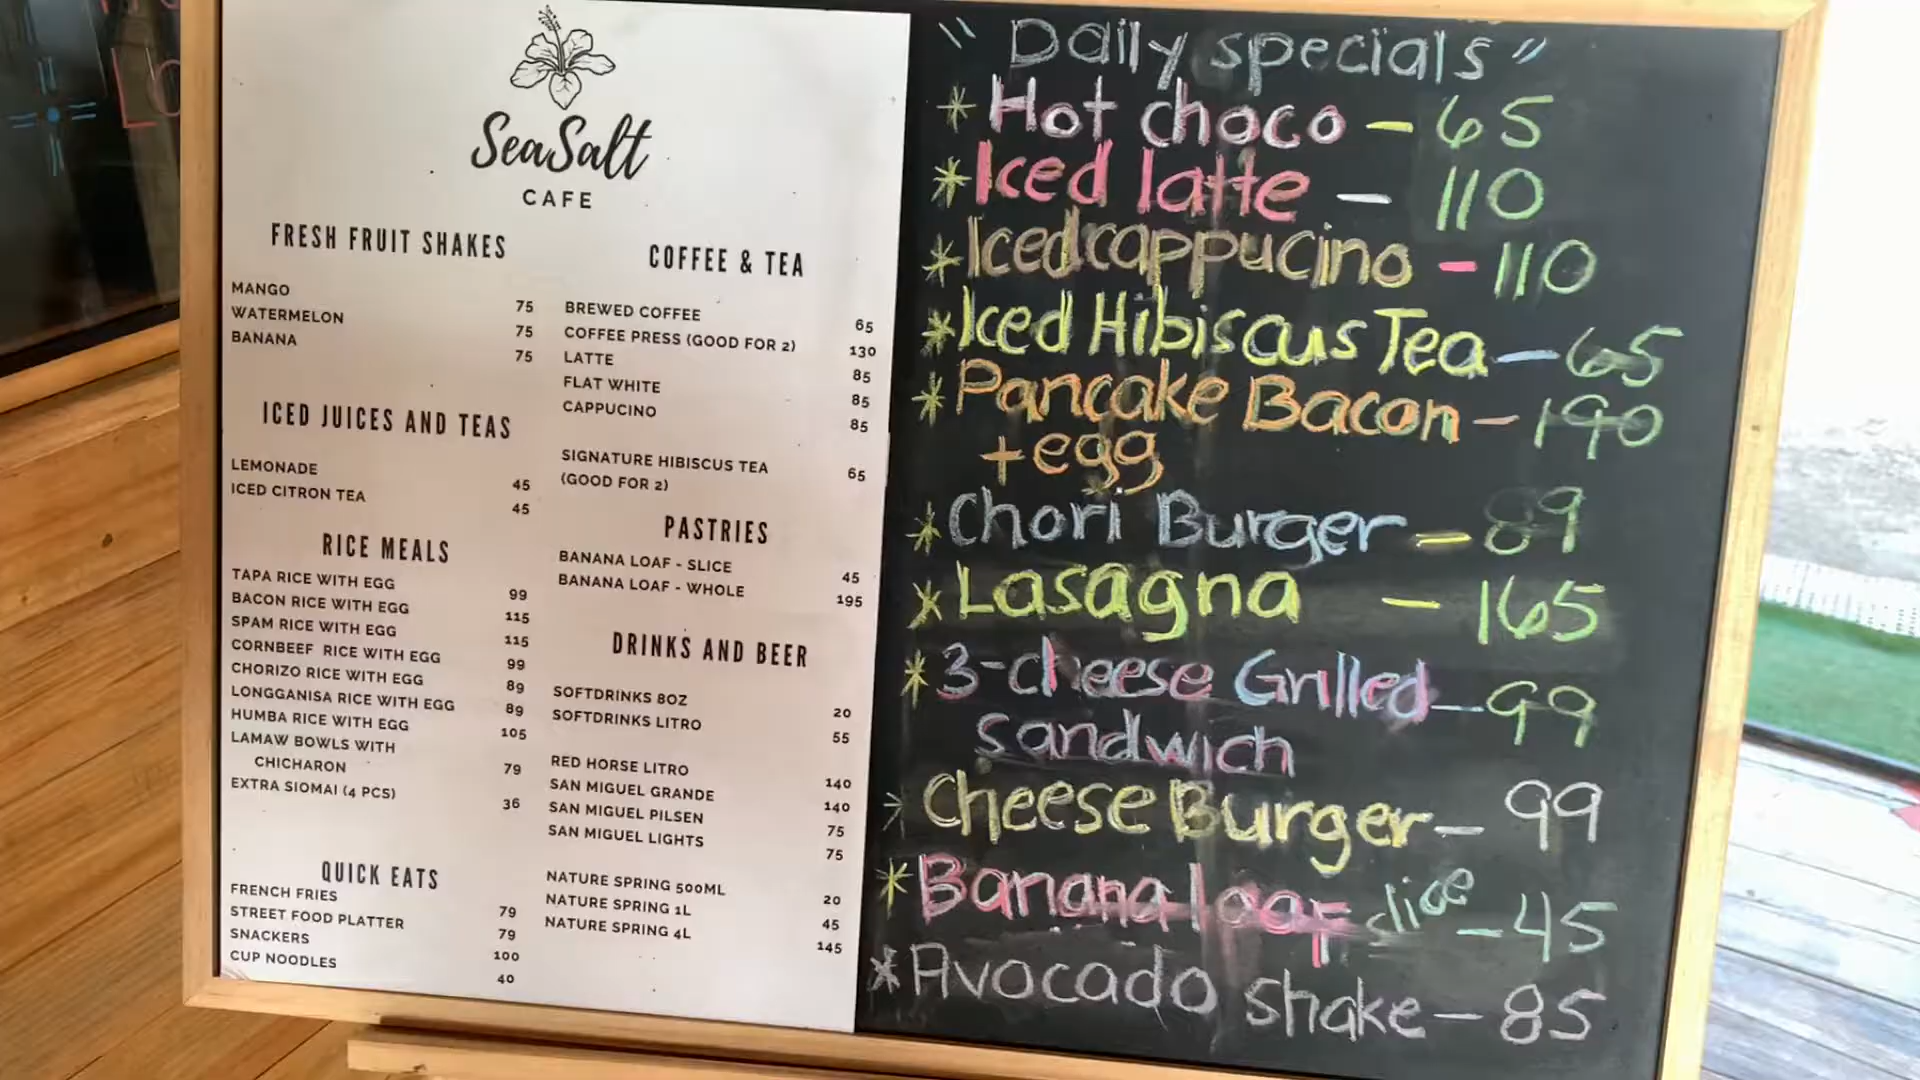 SeaSalt
CAFE
FRESH FRUIT SHAKES
MANGO 75
WATERMELON 75
BANANA 75
ICED JUICES AND TEAS
LEMONADE 45
ICED CITRON TEA 45
RICE MEALS
TAPA RICE WITH EGG 99
BACON RICE WITH EGG 115
SPAM RICE WITH EGG 115
CORNBEEF RICE WITH EGG 99
CHORIZO RICE WITH EGG 89
LONGGANISA RICE WITH EGG 89
HUMBA RICE WITH EGG 105
LAMAW BOWLS WITH
CHICHARON 79
EXTRA SIOMAI (4 PCS) 36
QUICK EATS
FRENCH FRIES 79
STREET FOOD PLATTER 79
SNACKERS 100
CUP NOODLES 40
COFFEE & TEA
BREWED COFFEE 65
COFFEE PRESS (GOOD FOR 2) 130
LATTE 85
FLAT WHITE 85
CAPPUCINO 85
SIGNATURE HIBISCUS TEA 65
(GOOD FOR 2)
PASTRIES
BANANA LOAF - SLICE 45
BANANA LOAF - WHOLE 195
DRINKS AND BEER
SOFTDRINKS 8OZ 20
SOFTDRINKS LITRO 55
RED HORSE LITRO 140
SAN MIGUEL GRANDE 140
SAN MIGUEL PILSEN 75
SAN MIGUEL LIGHTS 75
NATURE SPRING 500ML 20
NATURE SPRING 1L 45
NATURE SPRING 4L 145
"Daily specials"
* Hot choco - 65
* Iced latte - 110
* Iced cappucino - 110
* Iced Hibiscus Tea - 65
* Pancake Bacon - 190
+ egg
* Chori Burger - 89
* Lasagna - 165
* 3-cheese Grilled - 99
sandwich
* Cheese Burger - 99
* Banana loaf slice - 45
* Avocado shake - 85